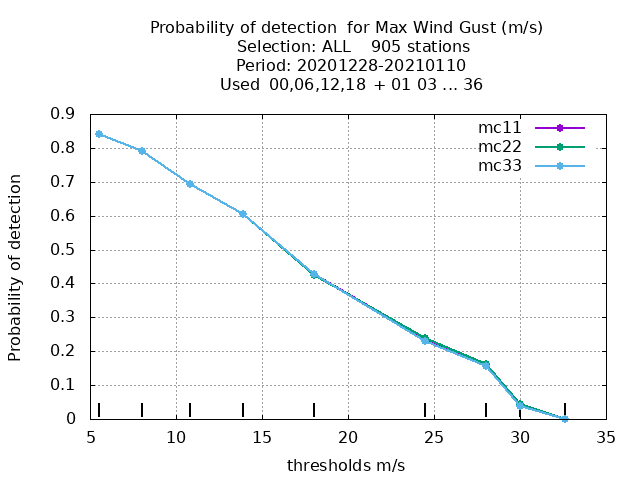 Probability of detection  for Max Wind Gust (m/s)
Selection: ALL    905 stations
Period: 20201228-20210110
Used  00,06,12,18  + 01 03 ... 36
mc11
mc22
mc33
Probability of detection
0.9
0.8
0.7
0.6
0.5
0.4
0.3
0.2
0.1
0
5 10 15 20 25 30 35
thresholds m/s